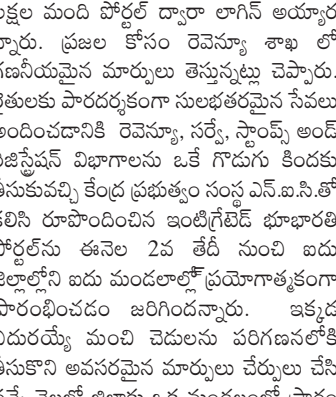 లక్షల మంది పోర్టల్ ద్వారా లాగిన్ అయ్యార
న్నారు. ప్రజల కోసం రెవెన్యూ శాఖ లో
గణనీయమైన మార్పులు తెస్తున్నట్లు చెప్పారు.
రైతులకు పారదర్శకంగా సులభతరమైన సేవలు
అందించడానికి రెవెన్యూ, సర్వే, స్టాంప్స్ అండ్
రిజిస్ట్రేషన్ విభాగాలను ఒకే గొడుగు కిందకు
తీసుకువచ్చి కేంద్ర ప్రభుత్వం సంస్థ ఎన్.ఐ.సి.తో
కలిసి రూపొందించిన ఇంటిగ్రేటెడ్ భూభారతి
పోర్టల్‌ను ఈనెల 2వ తేదీ నుంచి ఐదు
జిల్లాల్లోని ఐదు మండలాల్లో ప్రయోగాత్మకంగా
ప్రారంభించడం జరిగిందన్నారు. ఇక్కడ
ఎదురయ్యే మంచి చెడులను పరిగణనలోకి
తీసుకొని అవసరమైన మార్పులు చేర్పులు చేసి